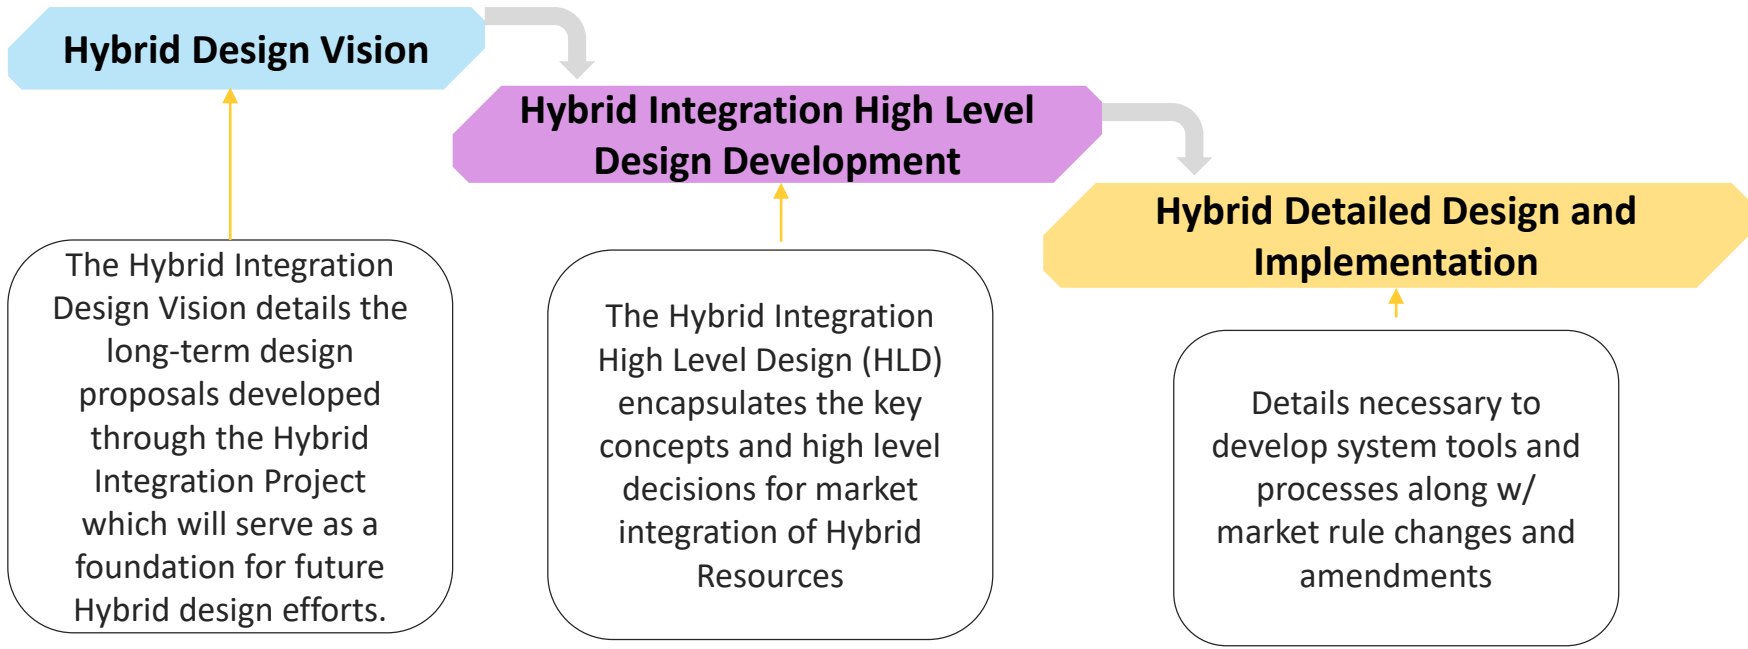 Hybrid Design Vision
Hybrid Integration High Level
Design Development
Hybrid Detailed Design and
Implementation
The Hybrid Integration
Design Vision details the
long-term design
proposals developed
through the Hybrid
Integration Project
which will serve as a
foundation for future
Hybrid design efforts.
The Hybrid Integration
High Level Design (HLD)
encapsulates the key
concepts and high level
decisions for market
integration of Hybrid
Resources
Details necessary to
develop system tools and
processes along w/
market rule changes and
amendments